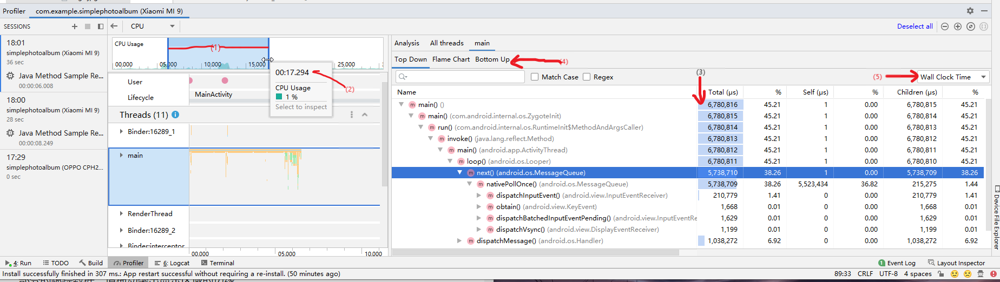 Profiler com.example.simplephotoalbum (Xiaomi MI 9)
SESSIONS
CPU
Deselect all
18:01
simplephotoalbum (Xiaomi MI 9)
36 sec
Java Method Sample Re...
00:00:06.008
18:00
simplephotoalbum (Xiaomi MI 9)
28 sec
Java Method Sample Re...
00:00:08.249
17:29
simplephotoalbum (OPPO CPH2...
0 sec
CPU Usage
(1)
00.000 05.000 10.000 15.000 25.000
00:17.294
CPU Usage
1 %
Select to inspect
(2)
User
Lifecycle
MainActivity
Threads (11)
Binder:16289_1
main
RenderThread
Binder:16289_2
Binderinterceptor
00.000 05.000 10.000
Analysis All threads main
Top Down Flame Chart Bottom Up
(4)
Match Case Regex
(3)
(5)
Wall Clock Time
Name Total (μs) % Self (μs) % Children (μs) %
main() () 6,780,816 45.21 1 0.00 6,780,815 45.21
main() (com.android.internal.os.ZygoteInit) 6,780,815 45.21 1 0.00 6,780,814 45.21
run() (com.android.internal.os.RuntimeInit$MethodAndArgsCaller) 6,780,814 45.21 1 0.00 6,780,813 45.21
invoke() (java.lang.reflect.Method) 6,780,813 45.21 1 0.00 6,780,812 45.21
main() (android.app.ActivityThread) 6,780,812 45.21 1 0.00 6,780,811 45.21
loop() (android.os.Looper) 6,780,811 45.21 1 0.00 6,780,810 45.21
next() (android.os.MessageQueue) 5,738,710 38.26 1 0.00 5,738,709 38.26
nativePollOnce() (android.os.MessageQueue) 5,738,709 38.26 5,523,434 36.82 215,275 1.44
dispatchInputEvent() (android.view.InputEventReceiver) 210,779 1.41 0 0.00 210,779 1.41
obtain() (android.view.KeyEvent) 1,668 0.01 0 0.00 1,668 0.01
dispatchBatchedInputEventPending() (android.view.InputEventRe 1,629 0.01 0 0.00 1,629 0.01
dispatchVsync() (android.view.DisplayEventReceiver) 1,199 0.01 0 0.00 1,199 0.01
dispatchMessage() (android.os.Handler) 1,038,272 6.92 0 0.00 1,038,272 6.92
Device File Explorer
4: Run TODO Build Profiler 6: Logcat Terminal
1 Event Log Layout Inspector
Install successfully finished in 307 ms.: App restart successful without requiring a re-install. (50 minutes ago)
89:33 CRLF UTF-8 4 spaces